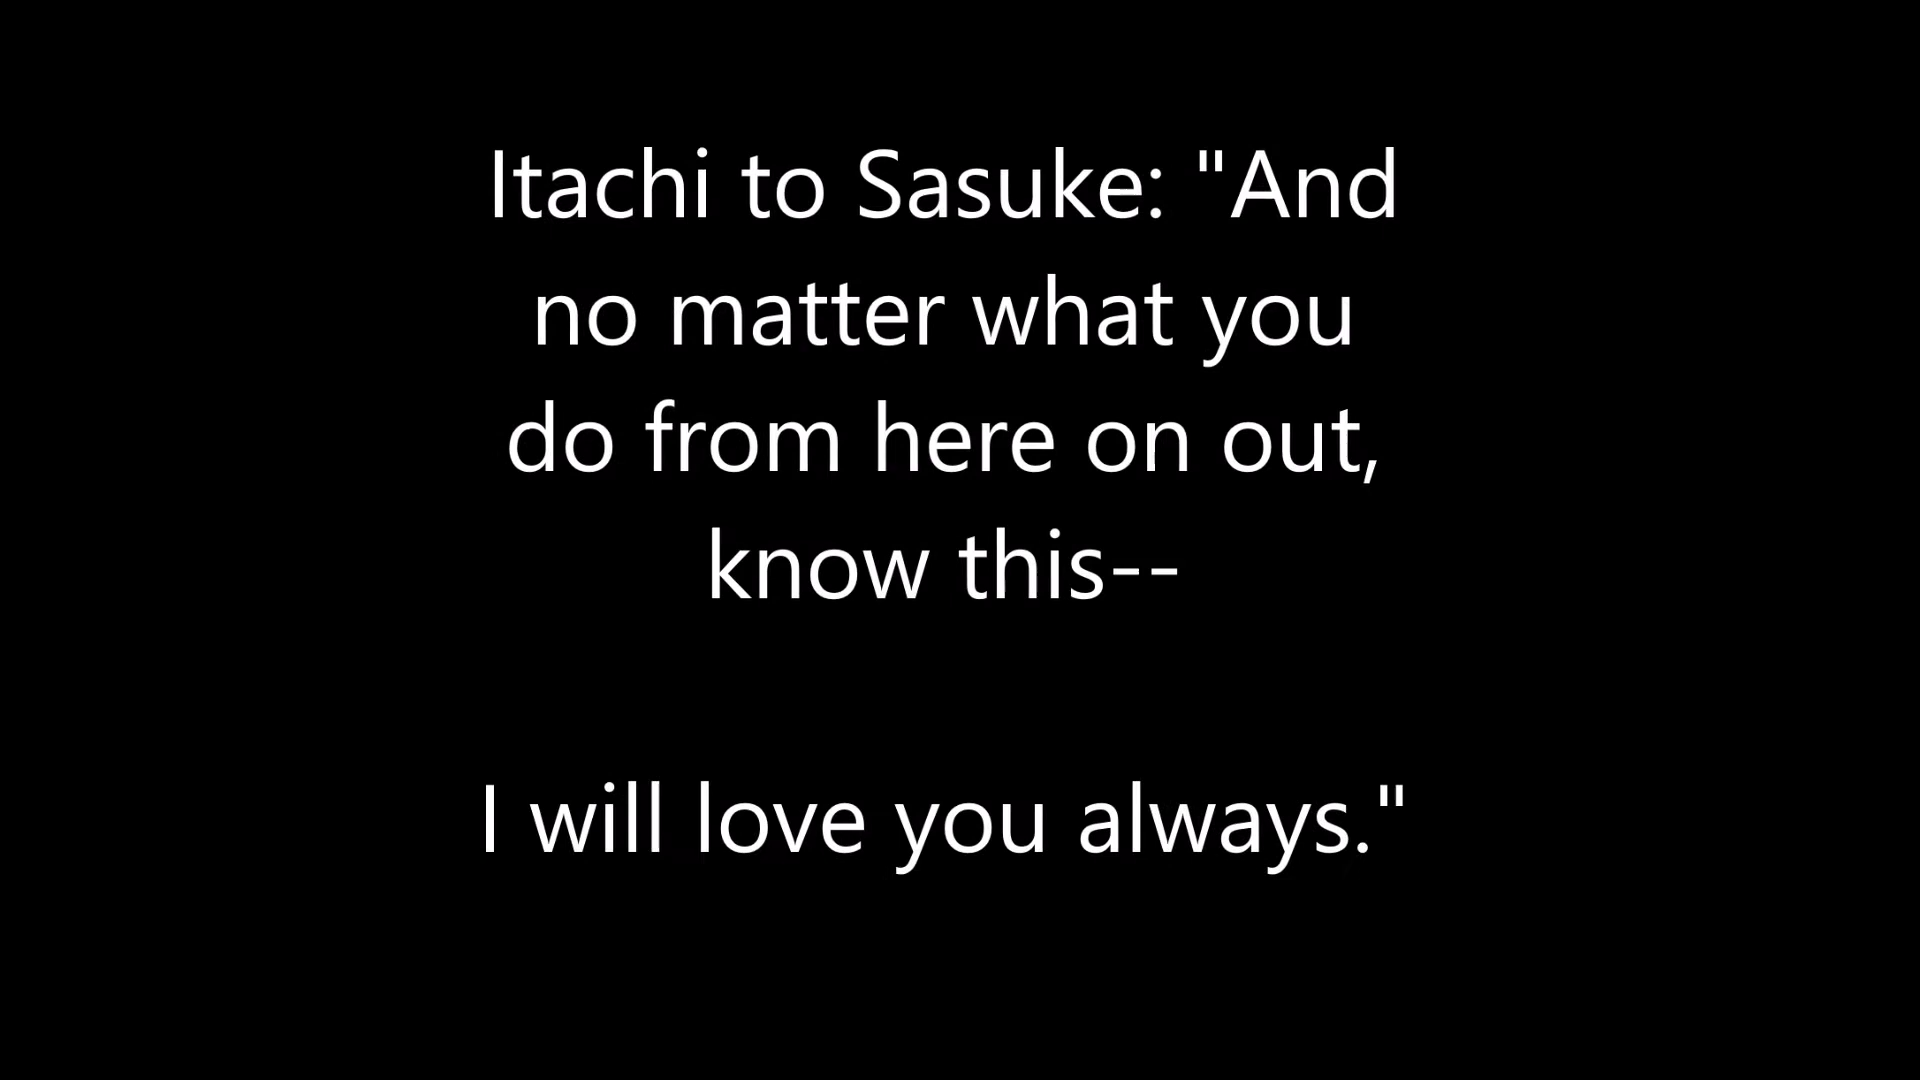 Itachi to Sasuke: "And
no matter what you
do from here on out,
know this--
I will love you always."